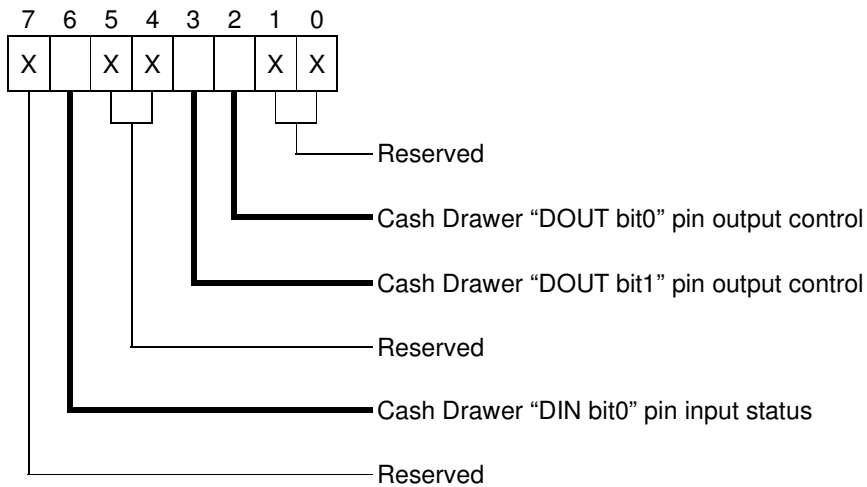 7 6 5 4 3 2 1 0
X X X X X
Reserved
Cash Drawer “DOUT bit0” pin output control
Cash Drawer “DOUT bit1” pin output control
Reserved
Cash Drawer “DIN bit0” pin input status
Reserved